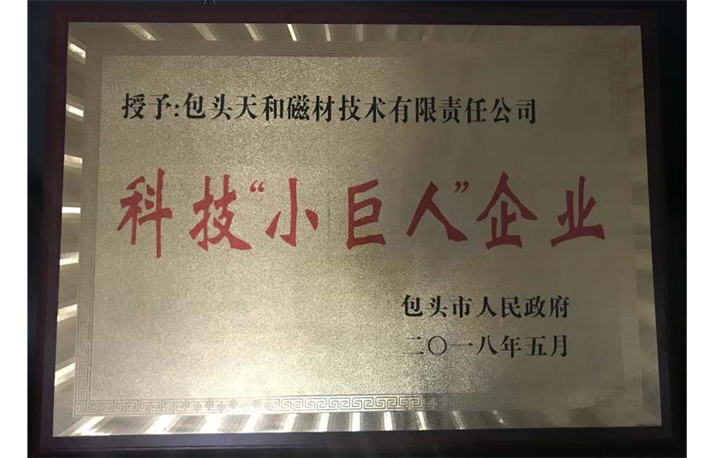 授予:包头天和磁材技术有限责任公司
科技“小巨人”企业
包头市人民政府
二〇一八年五月